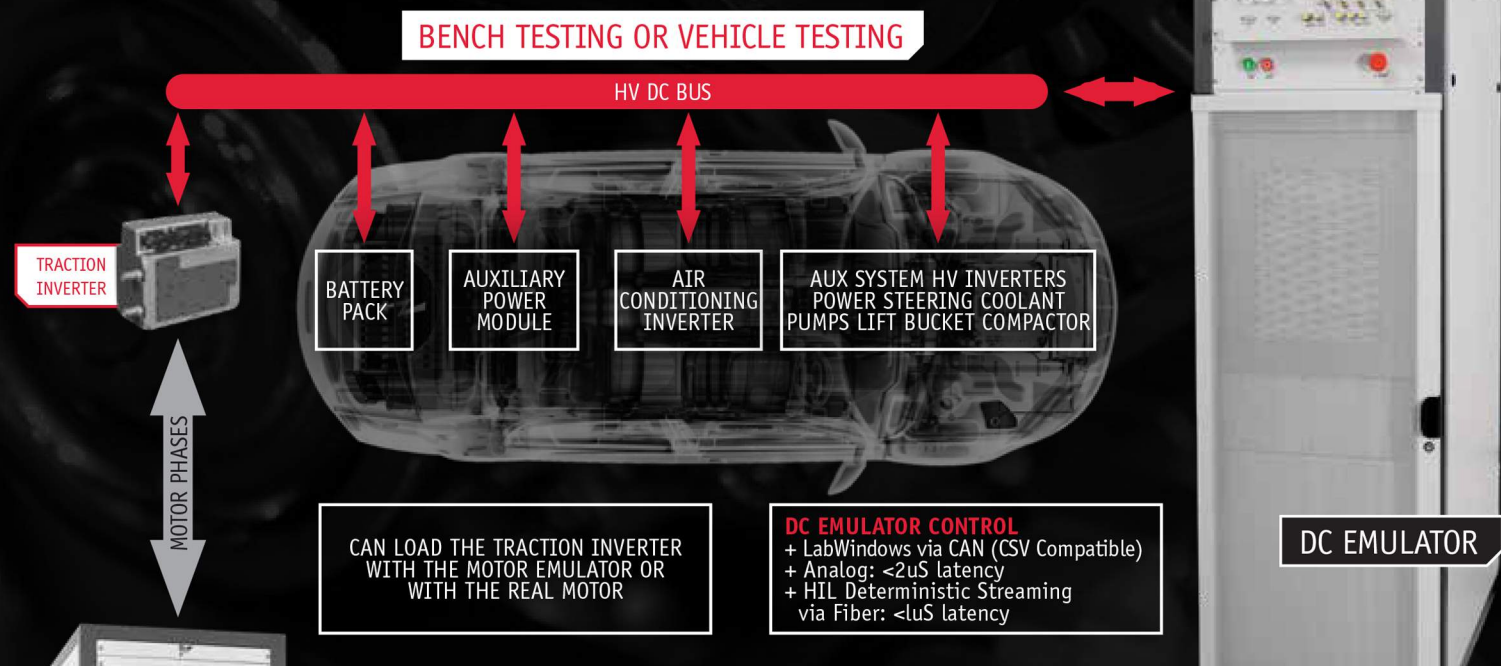 BENCH TESTING OR VEHICLE TESTING
HV DC BUS
TRACTION
INVERTER
BATTERY
PACK
AUXILIARY
POWER
MODULE
AIR
CONDITIONING
INVERTER
AUX SYSTEM HV INVERTERS
POWER STEERING COOLANT
PUMPS LIFT BUCKET COMPACTOR
MOTOR PHASES
CAN LOAD THE TRACTION INVERTER
WITH THE MOTOR EMULATOR OR
WITH THE REAL MOTOR
DC EMULATOR CONTROL
+ LabWindows via CAN (CSV Compatible)
+ Analog: <2uS latency
+ HIL Deterministic Streaming
via Fiber: <luS latency
DC EMULATOR